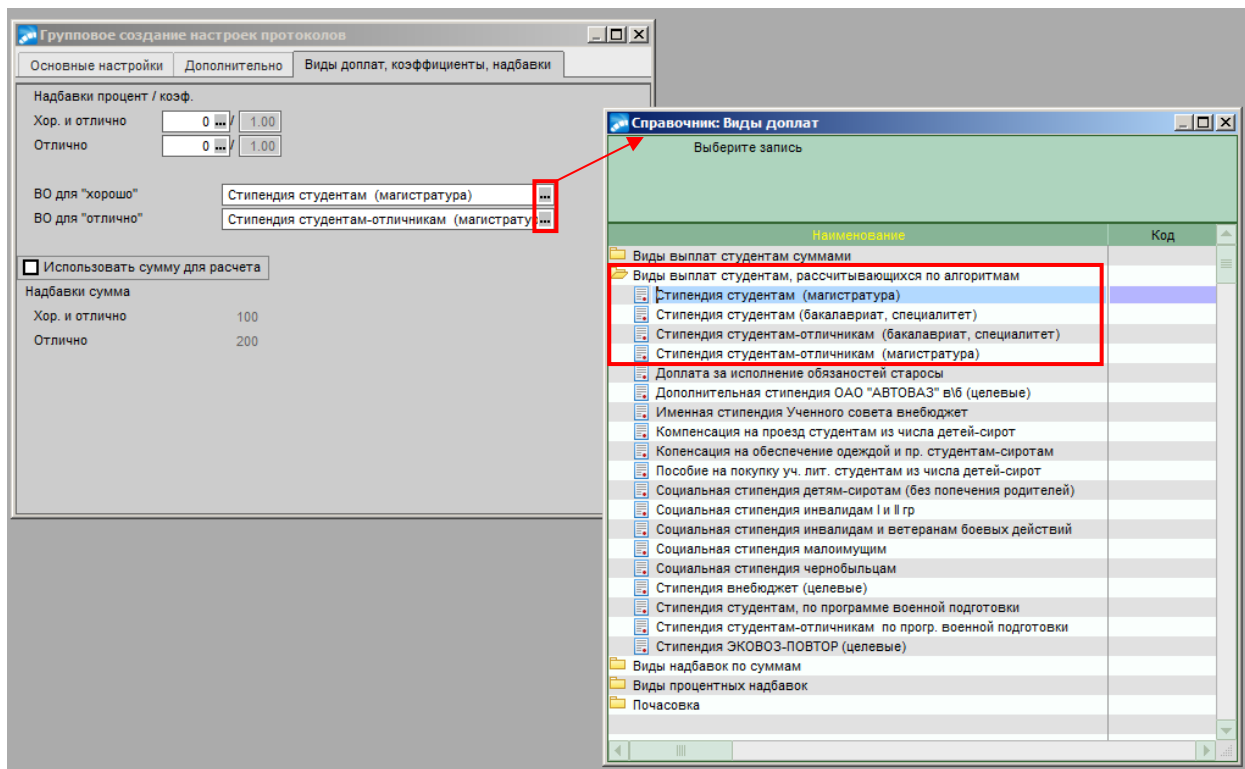 Групповое создание настроек протоколов
Основные настройки
Дополнительно
Виды доплат, коэффициенты, надбавки
Надбавки процент / коэф.
Хор. и отлично 0 ... / 1.00
Отлично 0 ... / 1.00
ВО для "хорошо" Стипендия студентам (магистратура) ...
ВО для "отлично" Стипендия студентам-отличникам (магистратус ...
Использовать сумму для расчета
Надбавки сумма
Хор. и отлично 100
Отлично 200
Справочник: Виды доплат
Выберите запись
Наименование Код
Виды выплат студентам суммами
Виды выплат студентам, рассчитывающихся по алгоритмам
Стипендия студентам (магистратура)
Стипендия студентам (бакалавриат, специалитет)
Стипендия студентам-отличникам (бакалавриат, специалитет)
Стипендия студентам-отличникам (магистратура)
Доплата за исполнение обязаностей старосы
Дополнительная стипендия ОАО "АВТОВАЗ" в\б (целевые)
Именная стипендия Ученного совета внебюджет
Компенсация на проезд студентам из числа детей-сирот
Копенсация на обеспечение одеждой и пр. студентам-сиротам
Пособие на покупку уч. лит. студентам из числа детей-сирот
Социальная стипендия детям-сиротам (без попечения родителей)
Социальная стипендия инвалидам I и II гр
Социальная стипендия инвалидам и ветеранам боевых действий
Социальная стипендия малоимущим
Социальная стипендия чернобыльцам
Стипендия внебюджет (целевые)
Стипендия студентам, по программе военной подготовки
Стипендия студентам-отличникам по прогр. военной подготовки
Стипендия ЭКОВОЗ-ПОВТОР (целевые)
Виды надбавок по суммам
Виды процентных надбавок
Почасовка